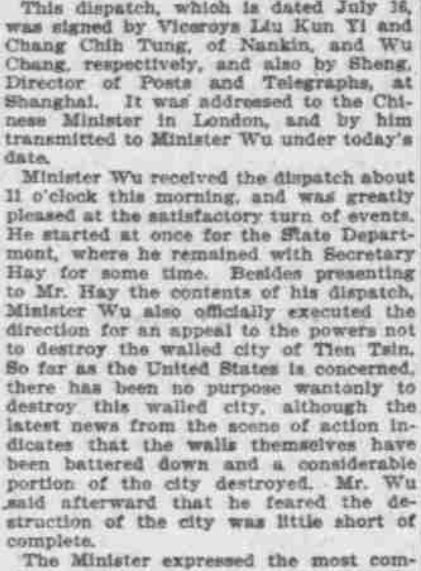 This dispatch, which is dated July 16,
was signed by Viceroys Liu Kun Yi and
Chang Chih Tung, of Nankin, and Wu
Chang, respectively, and also by Sheng,
Director of Posts and Telegraphs, at
Shanghai. It was addressed to the Chi-
nese Minister in London, and by him
transmitted to Minister Wu under today's
date.
Minister Wu received the dispatch about
11 o'clock this morning, and was greatly
pleased at the satisfactory turn of events.
He started at once for the State Depart-
ment, where he remained with Secretary
Hay for some time. Besides presenting
to Mr. Hay the contents of his dispatch,
Minister Wu also officially executed the
direction for an appeal to the powers not
to destroy the walled city of Tien Tsin.
So far as the United States is concerned,
there has been no purpose wantonly to
destroy this walled city, although the
latest news from the scene of action in-
dicates that the walls themselves have
been battered down and a considerable
portion of the city destroyed. Mr. Wu
said afterward that he feared the de-
struction of the city was little short of
complete.
The Minister expressed the most com-